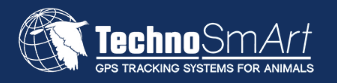 TechnoSmArt
GPS TRACKING SYSTEMS FOR ANIMALS